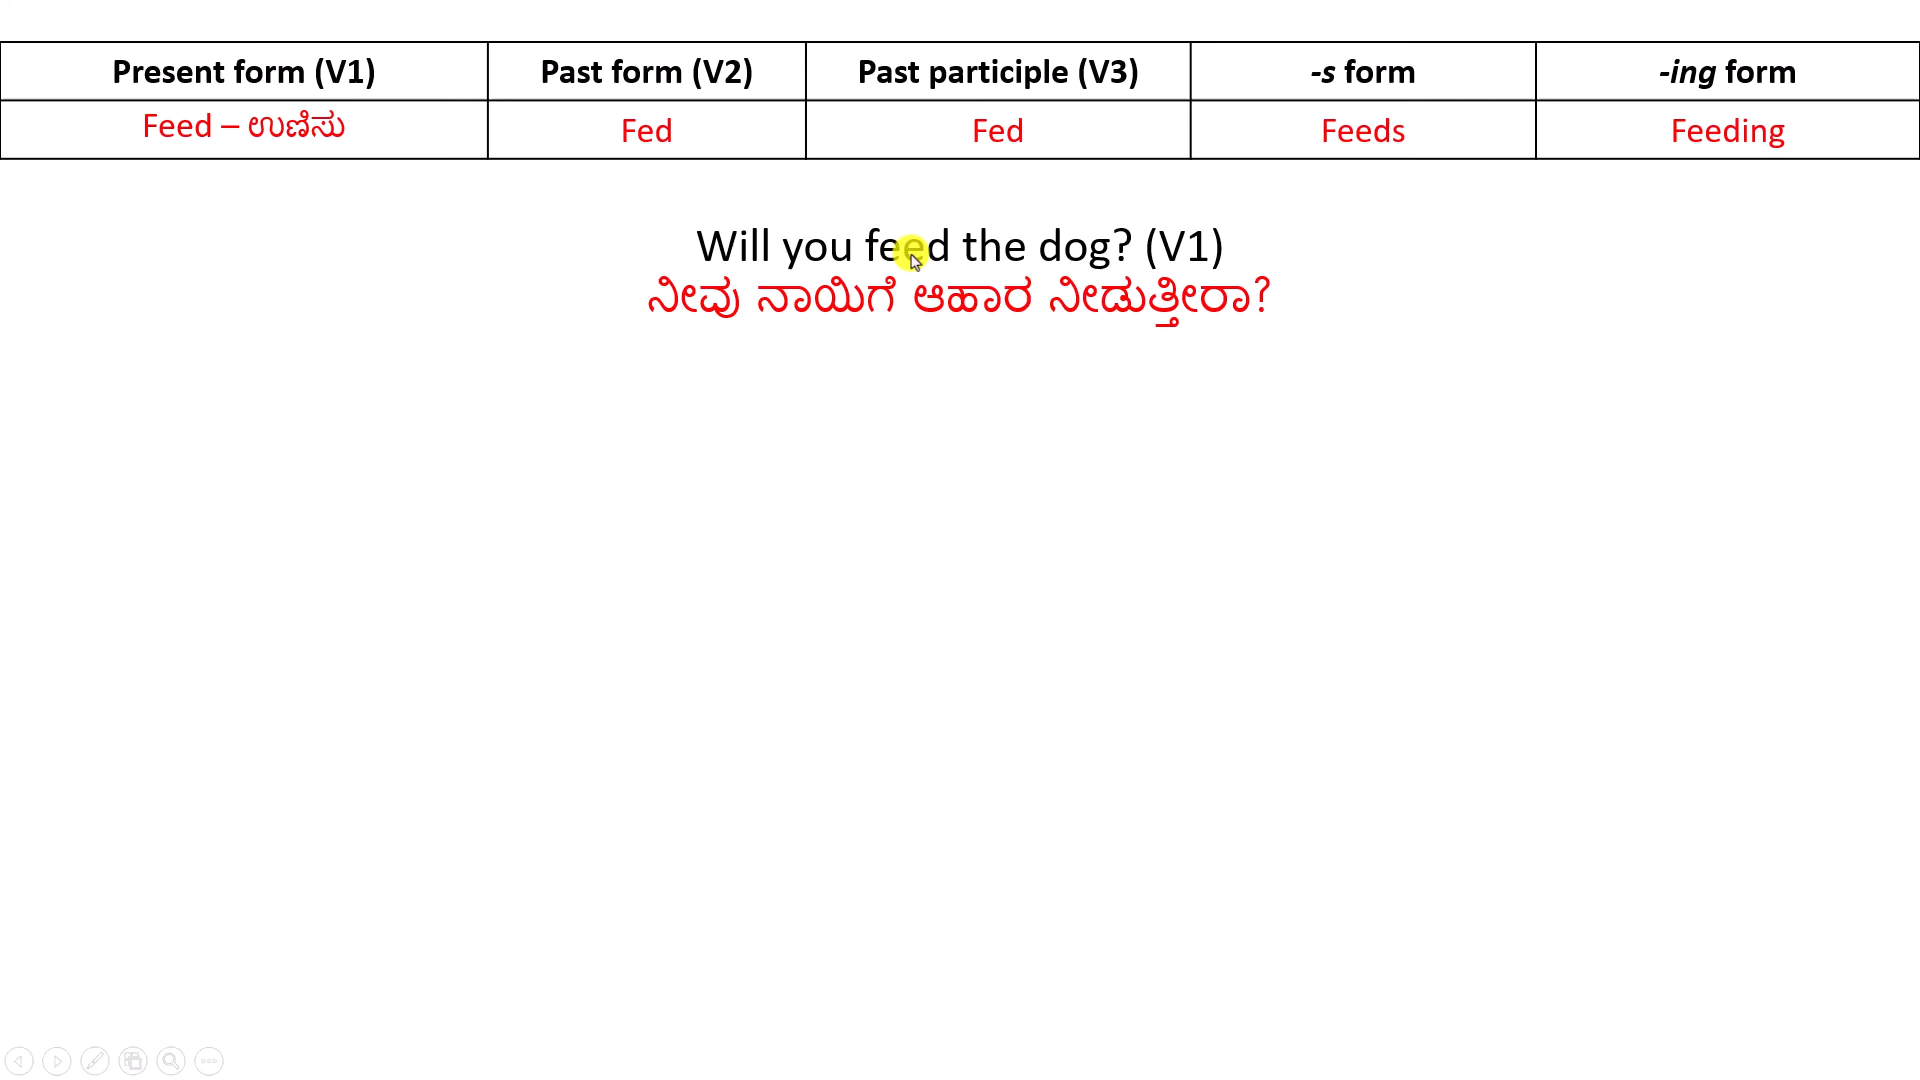 Present form (V1) Past form (V2) Past participle (V3) -s form -ing form
Feed – ಉಣಿಸು Fed Fed Feeds Feeding
Will you feed the dog? (V1)
ನೀವು ನಾಯಿಗೆ ಆಹಾರ ನೀಡುತ್ತೀರಾ?